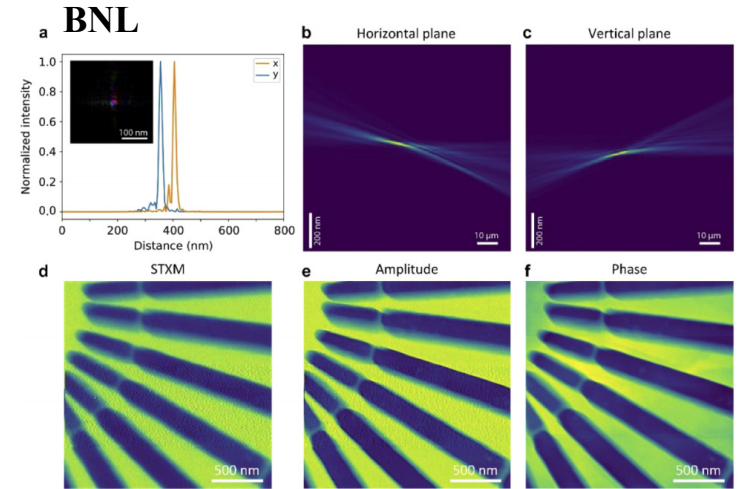 BNL
a
Normalized intensity
1.0
0.8
0.6
0.4
0.2
0.0
0
200
400
600
800
Distance (nm)
x
y
100 nm
b
Horizontal plane
200 nm
10 µm
c
Vertical plane
200 nm
10 µm
d
STXM
500 nm
e
Amplitude
500 nm
f
Phase
500 nm